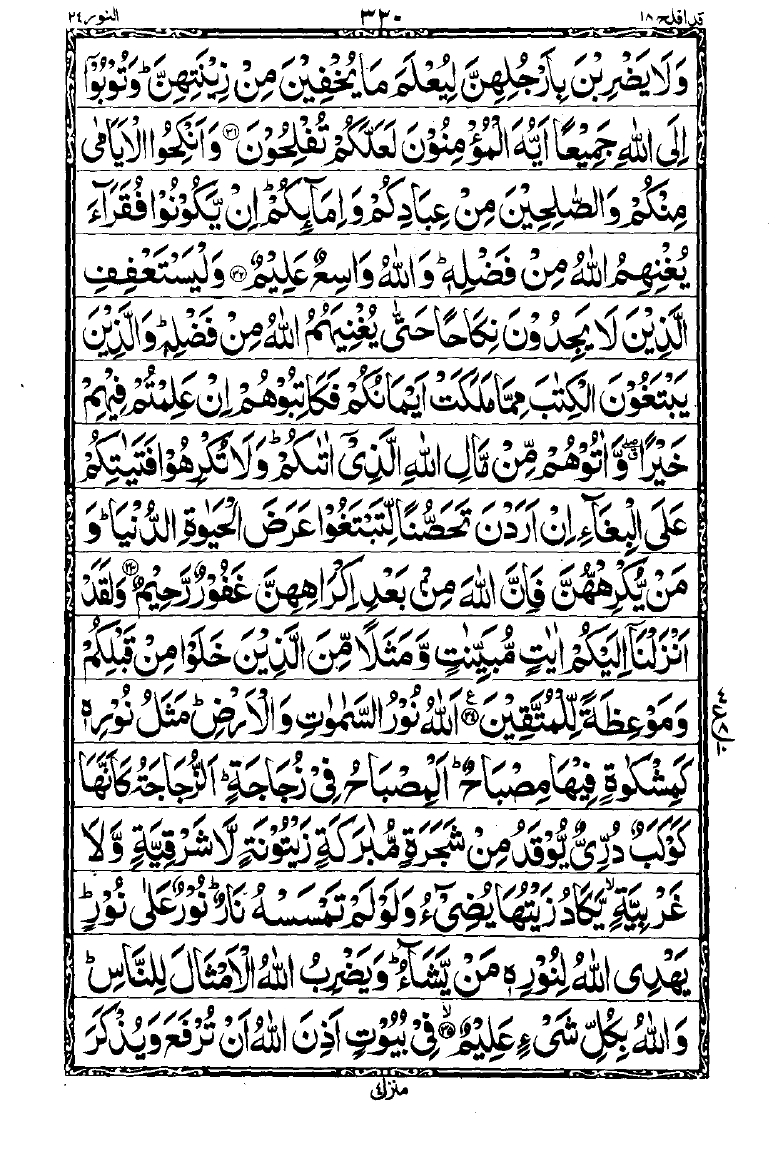 قد افلح ١٨ ٣٢٠ النور ٢٤
وَلَا يَضْرِبْنَ بِاَرْجُلِهِنَّ لِيُعْلَمَ مَا يُخْفِيْنَ مِنْ زِيْنَتِهِنَّ ؕ وَتُوْبُوْۤا
اِلَى اللّٰهِ جَمِيْعًا اَيُّهَ الْمُؤْمِنُوْنَ لَعَلَّكُمْ تُفْلِحُوْنَ ﴿٣١﴾ وَاَنْكِحُوا الْاَيَامٰى
مِنْكُمْ وَالصّٰلِحِيْنَ مِنْ عِبَادِكُمْ وَاِمَآىِٕكُمْ ؕ اِنْ يَّكُوْنُوْا فُقَرَآءَ
يُغْنِهِمُ اللّٰهُ مِنْ فَضْلِهٖ ؕ وَاللّٰهُ وَاسِعٌ عَلِيْمٌ ﴿٣٢﴾ وَلْيَسْتَعْفِفِ
الَّذِيْنَ لَا يَجِدُوْنَ نِكَاحًا حَتّٰى يُغْنِيَهُمُ اللّٰهُ مِنْ فَضْلِهٖ ؕ وَالَّذِيْنَ
يَبْتَغُوْنَ الْكِتٰبَ مِمَّا مَلَكَتْ اَيْمَانُكُمْ فَكَاتِبُوْهُمْ اِنْ عَلِمْتُمْ فِيْهِمْ
خَيْرًا ۖۗ وَّاٰتُوْهُمْ مِّنْ مَّالِ اللّٰهِ الَّذِيْۤ اٰتٰىكُمْ ؕ وَلَا تُكْرِهُوْا فَتَيٰتِكُمْ
عَلَى الْبِغَآءِ اِنْ اَرَدْنَ تَحَصُّنًا لِّتَبْتَغُوْا عَرَضَ الْحَيٰوةِ الدُّنْيَا ؕ وَ
مَنْ يُّكْرِهْهُّنَّ فَاِنَّ اللّٰهَ مِنْۢ بَعْدِ اِكْرَاهِهِنَّ غَفُوْرٌ رَّحِيْمٌ ﴿٣٣﴾ وَلَقَدْ
اَنْزَلْنَاۤ اِلَيْكُمْ اٰيٰتٍ مُّبَيِّنٰتٍ وَّمَثَلًا مِّنَ الَّذِيْنَ خَلَوْا مِنْ قَبْلِكُمْ
وَمَوْعِظَةً لِّلْمُتَّقِيْنَ ﴿٣٤﴾ ع اَللّٰهُ نُوْرُ السَّمٰوٰتِ وَالْاَرْضِ ؕ مَثَلُ نُوْرِهٖ
كَمِشْكٰوةٍ فِيْهَا مِصْبَاحٌ ؕ اَلْمِصْبَاحُ فِيْ زُجَاجَةٍ ؕ اَلزُّجَاجَةُ كَاَنَّهَا
كَوْكَبٌ دُرِّيٌّ يُّوْقَدُ مِنْ شَجَرَةٍ مُّبٰرَكَةٍ زَيْتُوْنَةٍ لَّا شَرْقِيَّةٍ وَّلَا
غَرْبِيَّةٍ ۙ يَّكَادُ زَيْتُهَا يُضِيْٓءُ وَلَوْ لَمْ تَمْسَسْهُ نَارٌ ؕ نُوْرٌ عَلٰى نُوْرٍ ؕ
يَهْدِى اللّٰهُ لِنُوْرِهٖ مَنْ يَّشَآءُ ؕ وَيَضْرِبُ اللّٰهُ الْاَمْثَالَ لِلنَّاسِ ؕ
وَاللّٰهُ بِكُلِّ شَيْءٍ عَلِيْمٌ ﴿٣٥﴾ ۙ فِيْ بُيُوْتٍ اَذِنَ اللّٰهُ اَنْ تُرْفَعَ وَيُذْكَرَ
منزل ٤